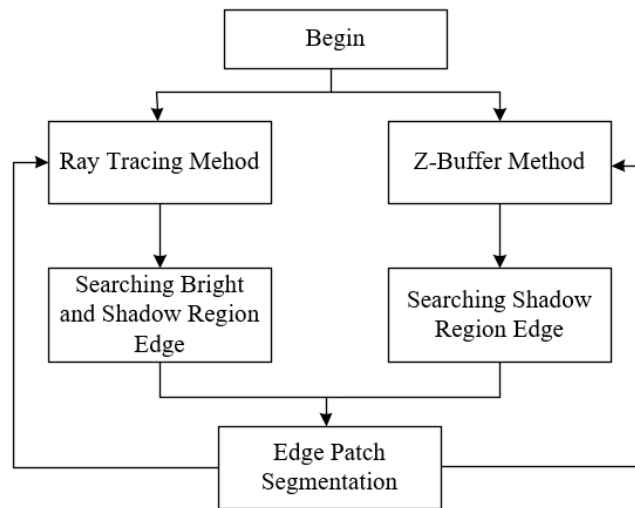 Begin
Ray Tracing Mehod
Z-Buffer Method
Searching Bright
and Shadow Region
Edge
Searching Shadow
Region Edge
Edge Patch
Segmentation